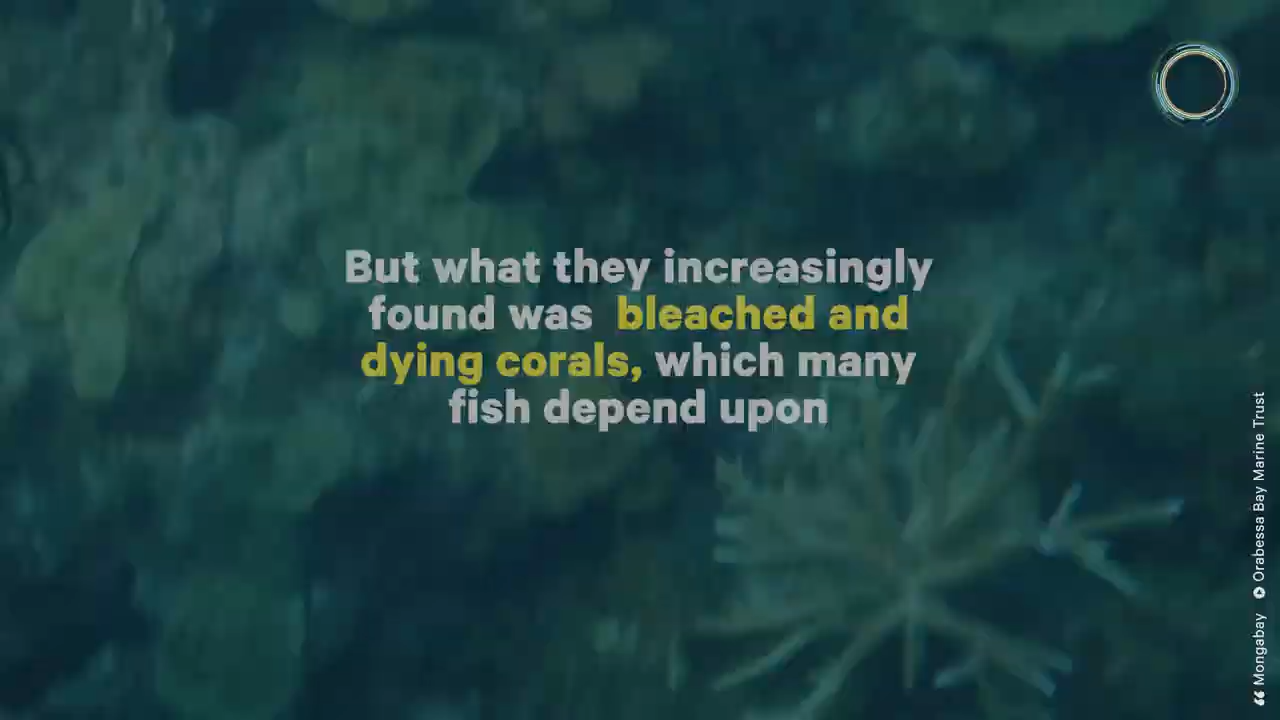 But what they increasingly
found was bleached and
dying corals, which many
fish depend upon
Mongabay Orabessa Bay Marine Trust